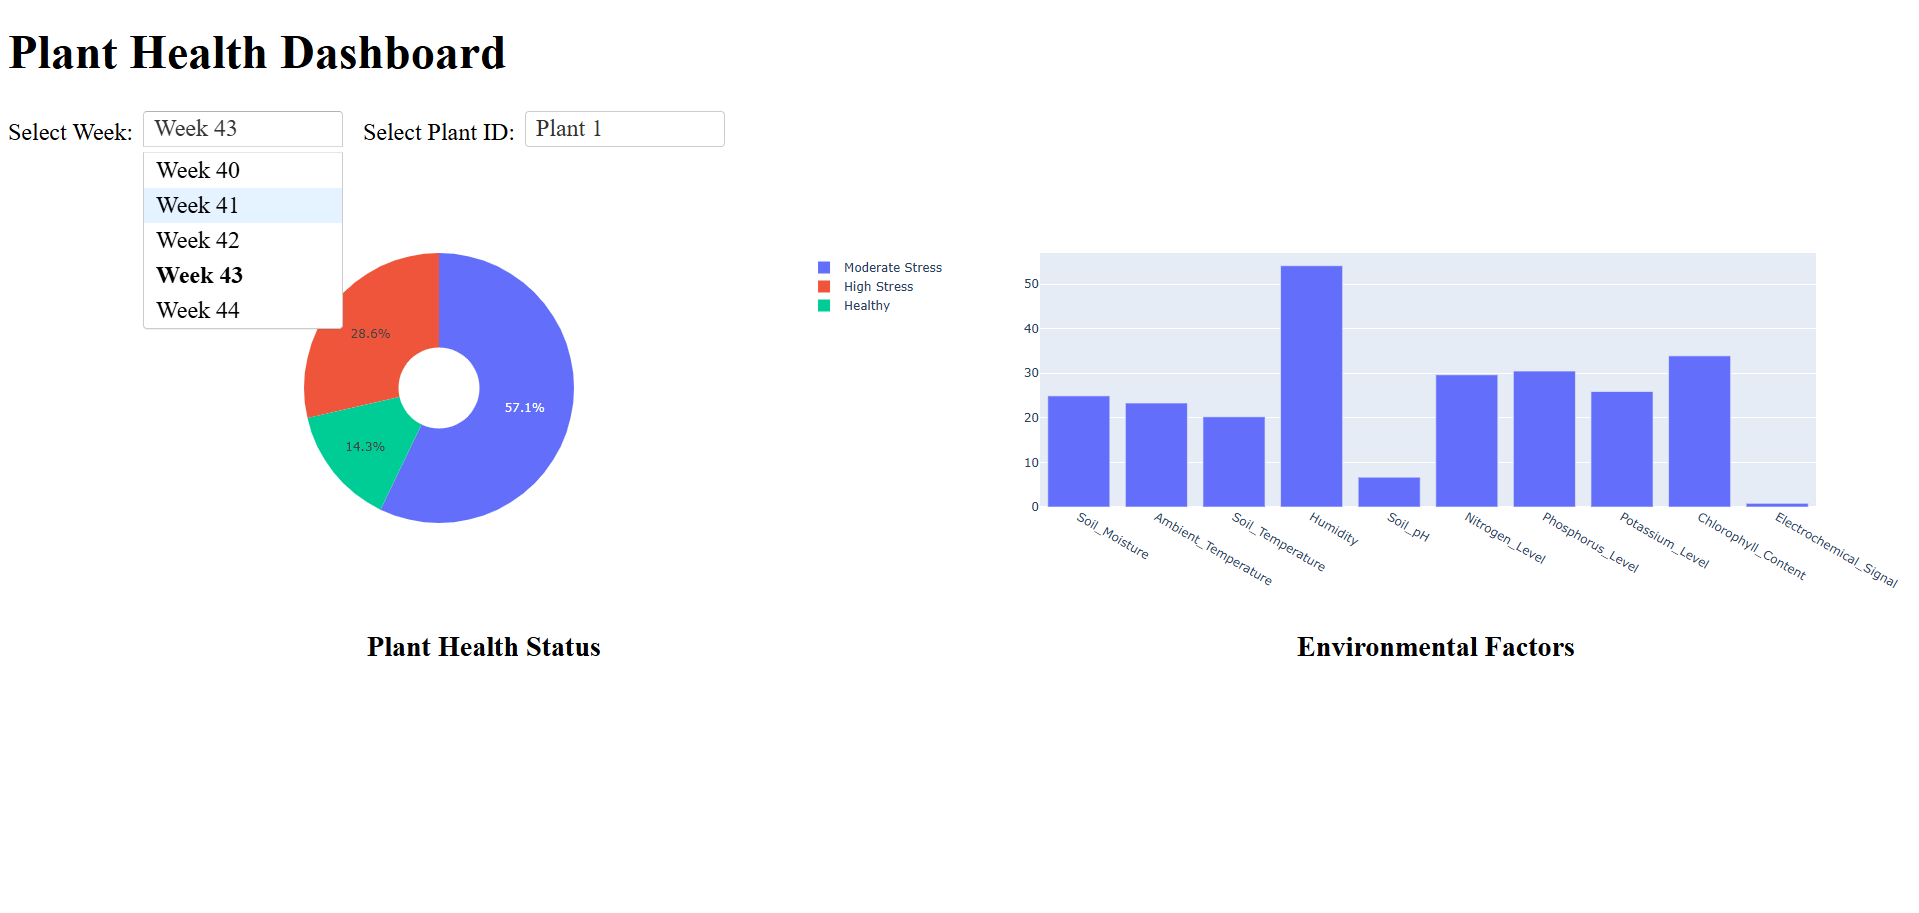 Plant Health Dashboard
Select Week: Week 43 Select Plant ID: Plant 1
Week 40
Week 41
Week 42
Week 43
Week 44
28.6%
57.1%
14.3%
Moderate Stress
High Stress
Healthy
50
40
30
20
10
0
Soil_Moisture
Ambient_Temperature
Soil_Temperature
Humidity
Soil_pH
Nitrogen_Level
Phosphorus_Level
Potassium_Level
Chlorophyll_Content
Electrochemical_Signal
Plant Health Status
Environmental Factors